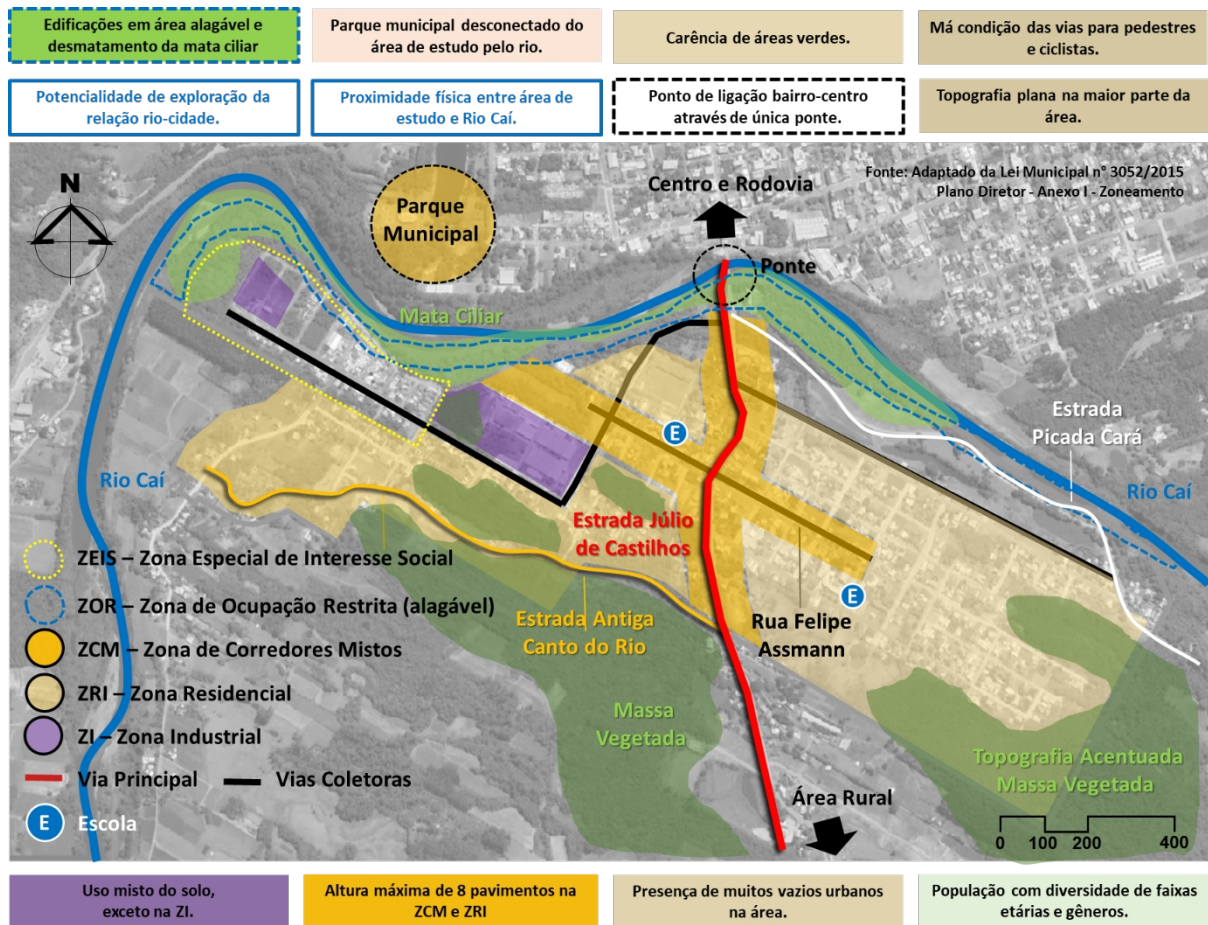 Edificações em área alagável e
desmatamento da mata ciliar
Parque municipal desconectado do
área de estudo pelo rio.
Carência de áreas verdes.
Má condição das vias para pedestres
e ciclistas.
Potencialidade de exploração da
relação rio-cidade.
Proximidade física entre área de
estudo e Rio Caí.
Ponto de ligação bairro-centro
através de única ponte.
Topografia plana na maior parte da
área.
Fonte: Adaptado da Lei Municipal n° 3052/2015
Plano Diretor - Anexo I - Zoneamento
N
Centro e Rodovia
Parque
Municipal
Ponte
Mata Ciliar
Estrada
Picada Cará
E
Rio Caí
Rio Caí
Estrada Júlio
de Castilhos
ZEIS – Zona Especial de Interesse Social
ZOR – Zona de Ocupação Restrita (alagável)
E
Estrada Antiga
Canto do Rio
Rua Felipe
Assmann
ZCM – Zona de Corredores Mistos
ZRI – Zona Residencial
ZI – Zona Industrial
Massa
Vegetada
Topografia Acentuada
Massa Vegetada
Via Principal
Vias Coletoras
Área Rural
E
Escola
0 100 200 400
Uso misto do solo,
exceto na ZI.
Altura máxima de 8 pavimentos na
ZCM e ZRI
Presença de muitos vazios urbanos
na área.
População com diversidade de faixas
etárias e gêneros.